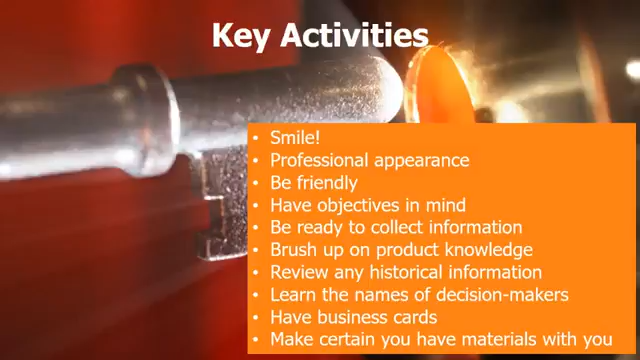 Key Activities
• Smile!
• Professional appearance
• Be friendly
• Have objectives in mind
• Be ready to collect information
• Brush up on product knowledge
• Review any historical information
• Learn the names of decision-makers
• Have business cards
• Make certain you have materials with you